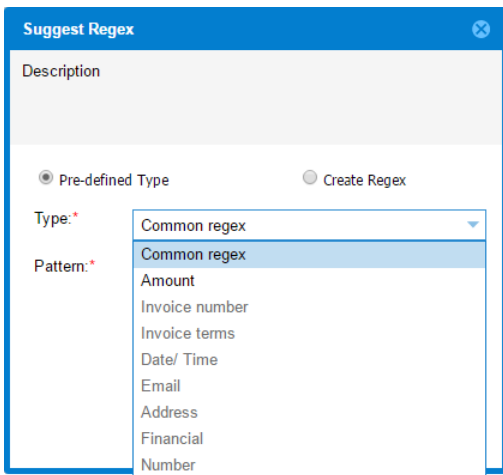 Suggest Regex
Description
Pre-defined Type
Create Regex
Type:*
Common regex
Pattern:*
Common regex
Amount
Invoice number
Invoice terms
Date/ Time
Email
Address
Financial
Number